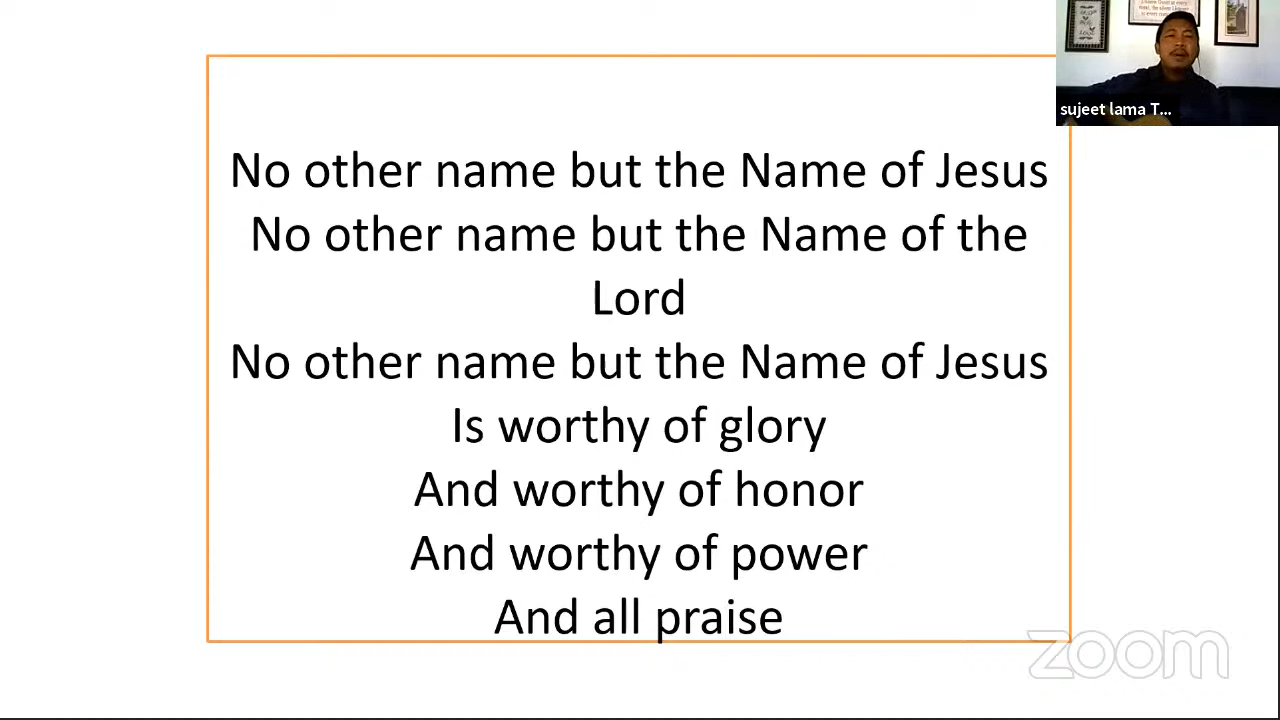 No other name but the Name of Jesus
No other name but the Name of the
Lord
No other name but the Name of Jesus
Is worthy of glory
And worthy of honor
And worthy of power
And all praise
sujeet lama T...
zoom